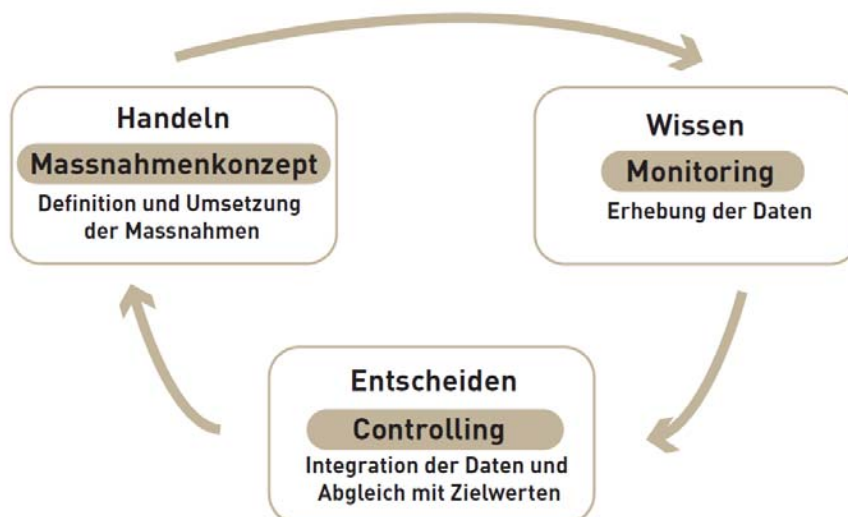 Handeln
Massnahmenkonzept
Definition und Umsetzung
der Massnahmen
Wissen
Monitoring
Erhebung der Daten
Entscheiden
Controlling
Integration der Daten und
Abgleich mit Zielwerten